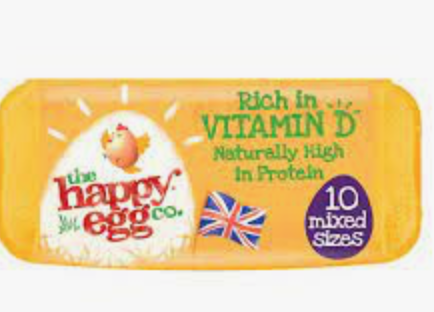 the
happy
egg co.
Rich in
VITAMIN D
Naturally High
in Protein
10
mixed
sizes